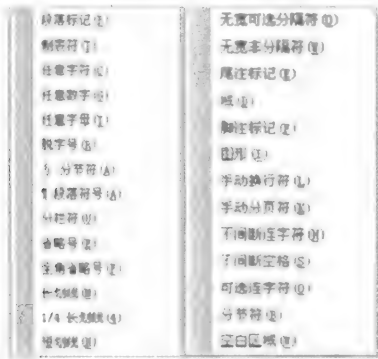 段落标记(P)
制表符(T)
任意字符(C)
任意数字(G)
任意字母(Y)
脱字号(R)
§ 分节符(A)
¶ 段落符号(A)
分栏符(U)
省略号(E)
全角省略号(F)
长划线(M)
1/4 长划线(4)
短划线(N)
无宽可选分隔符(O)
无宽非分隔符(W)
尾注标记(E)
域(D)
脚注标记(F)
图形(I)
手动换行符(L)
手动分页符(K)
不间断连字符(H)
不间断空格(S)
可选连字符(O)
分节符(B)
空白区域(W)